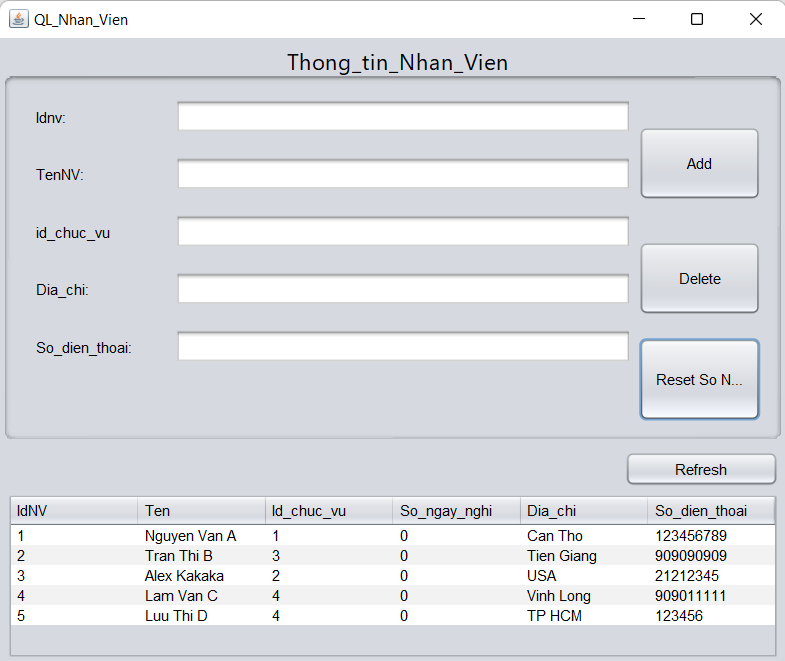 QL_Nhan_Vien
Thong_tin_Nhan_Vien
Idnv:
TenNV:
id_chuc_vu
Dia_chi:
So_dien_thoai:
Add
Delete
Reset So N...
Refresh
IdNV Ten Id_chuc_vu So_ngay_nghi Dia_chi So_dien_thoai
1 Nguyen Van A 1 0 Can Tho 123456789
2 Tran Thi B 3 0 Tien Giang 909090909
3 Alex Kakaka 2 0 USA 21212345
4 Lam Van C 4 0 Vinh Long 909011111
5 Luu Thi D 4 0 TP HCM 123456